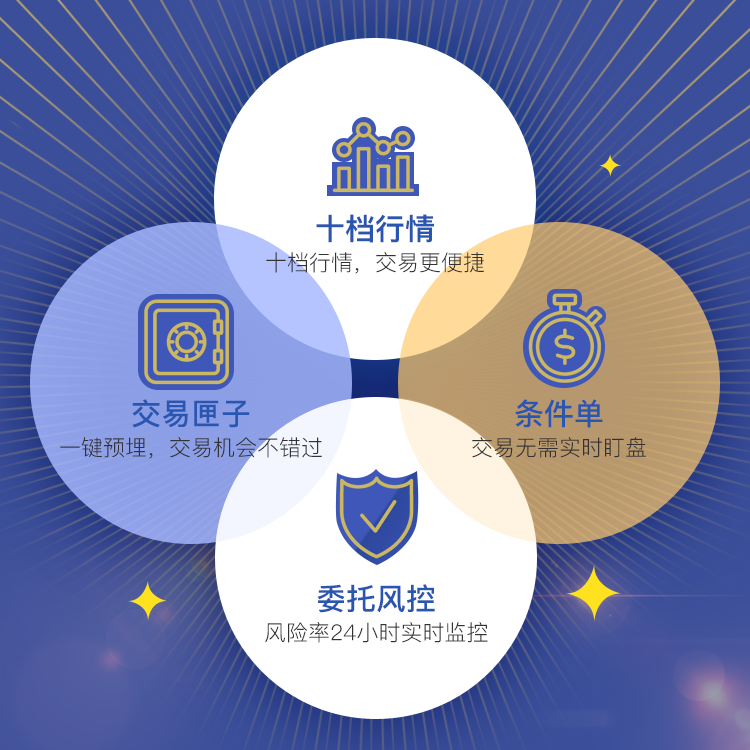 十档行情
十档行情，交易更便捷
交易匣子
一键预埋，交易机会不错过
条件单
交易无需实时盯盘
委托风控
风险率24小时实时监控